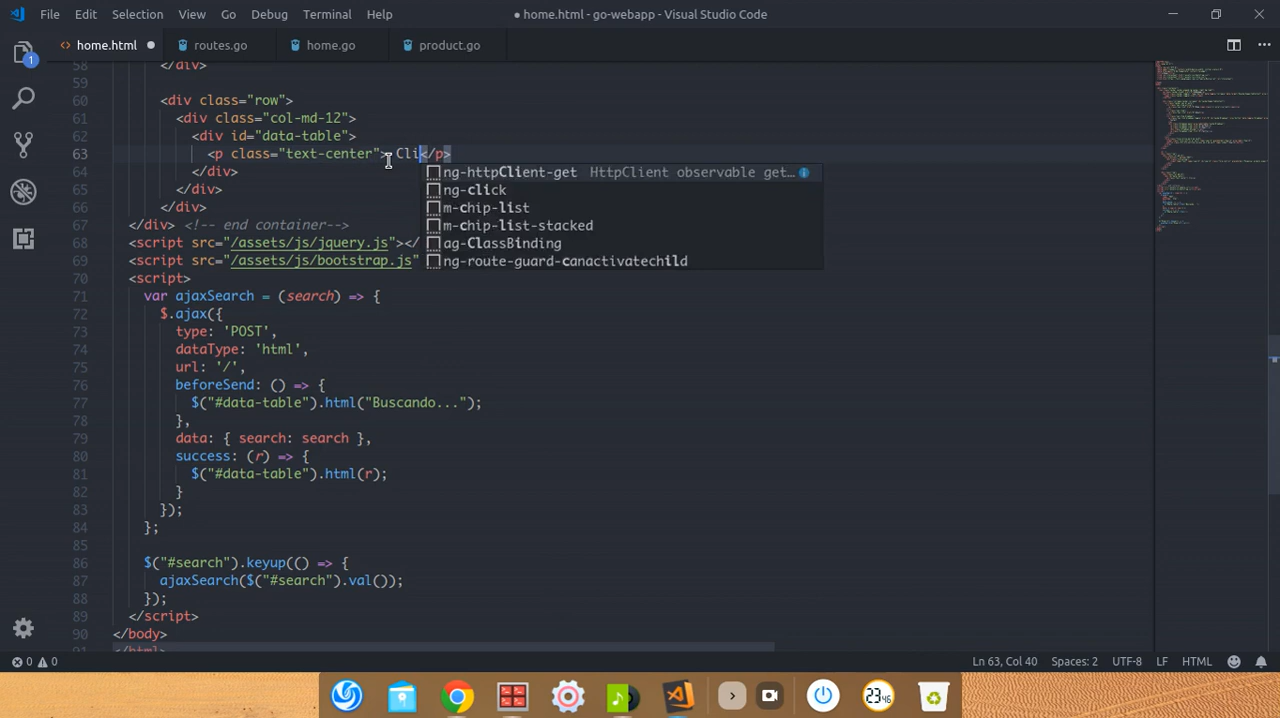 File Edit Selection View Go Debug Terminal Help
● home.html - go-webapp - Visual Studio Code
<> home.html ● routes.go home.go product.go
1
58 </div>
59
60 <div class="row">
61 <div class="col-md-12">
62 <div id="data-table">
63 <p class="text-center"> Cli</p>
64 </div>
65 </div>
66 </div>
67 </div> <!-- end container-->
68 <script src="/assets/js/jquery.js"></
69 <script src="/assets/js/bootstrap.js"
70 <script>
71 var ajaxSearch = (search) => {
72 $.ajax({
73 type: 'POST',
74 dataType: 'html',
75 url: '/',
76 beforeSend: () => {
77 $("#data-table").html("Buscando...");
78 },
79 data: { search: search },
80 success: (r) => {
81 $("#data-table").html(r);
82 }
83 });
84 };
85
86 $("#search").keyup(() => {
87 ajaxSearch($("#search").val());
88 });
89 </script>
90 </body>
91 </html>
ng-httpClient-get HttpClient observable get...
ng-click
m-chip-list
m-chip-list-stacked
ag-ClassBinding
ng-route-guard-canactivatechild
0 0 Ln 63, Col 40 Spaces: 2 UTF-8 LF HTML
23 46